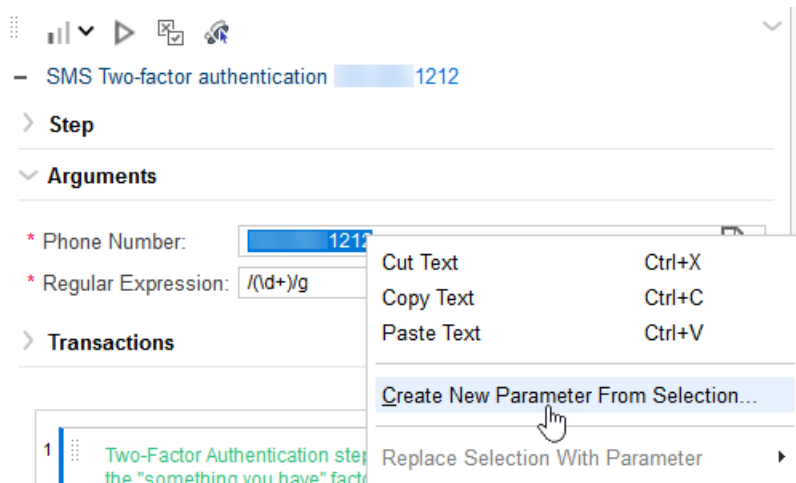 SMS Two-factor authentication 1212
Step
Arguments
* Phone Number: 1212
* Regular Expression: /(\d+)/g
Cut Text Ctrl+X
Copy Text Ctrl+C
Paste Text Ctrl+V
Transactions
Create New Parameter From Selection...
1
Two-Factor Authentication step
the "something you have"
Replace Selection With Parameter